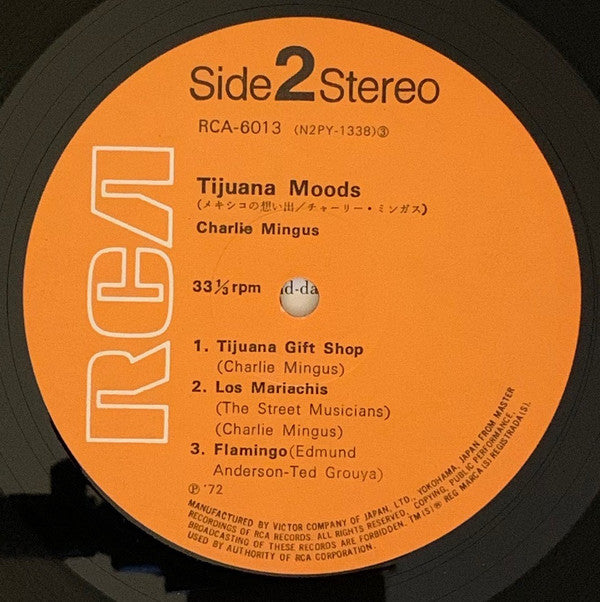 Side 2 Stereo
RCA-6013 (N2PY-1338)③
RCA
Tijuana Moods
(メキシコの想い出/チャーリー・ミンガス)
Charlie Mingus
33⅓ rpm
d-da
1. Tijuana Gift Shop
(Charlie Mingus)
2. Los Mariachis
(The Street Musicians)
(Charlie Mingus)
3. Flamingo (Edmund
Anderson-Ted Grouya)
Ⓟ '72
MANUFACTURED BY VICTOR COMPANY OF JAPAN, LTD., YOKOHAMA, JAPAN FROM MASTER
RECORDINGS OF RCA RECORDS. ALL RIGHTS RESERVED, COPYING, PUBLIC PERFORMANCE,
BROADCASTING OF THESE RECORDS ARE FORBIDDEN. TM(S)® REG MARCA(S) REGISTRADA(S).
USED BY AUTHORITY OF RCA CORPORATION.